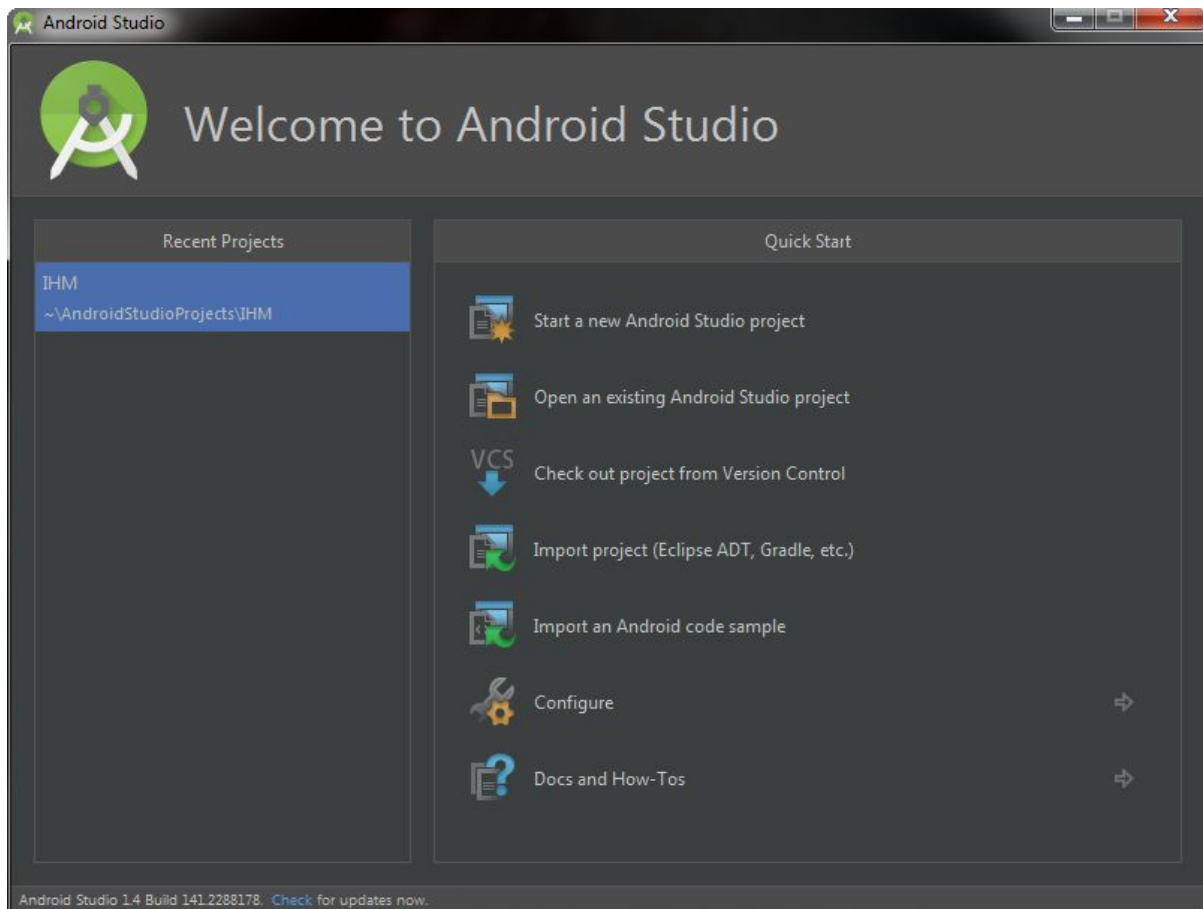 Android Studio
Welcome to Android Studio
Recent Projects
IHM
~\AndroidStudioProjects\IHM
Quick Start
Start a new Android Studio project
Open an existing Android Studio project
VCS
Check out project from Version Control
Import project (Eclipse ADT, Gradle, etc.)
Import an Android code sample
Configure
Docs and How-Tos
Android Studio 1.4 Build 141.2288178. Check for updates now.